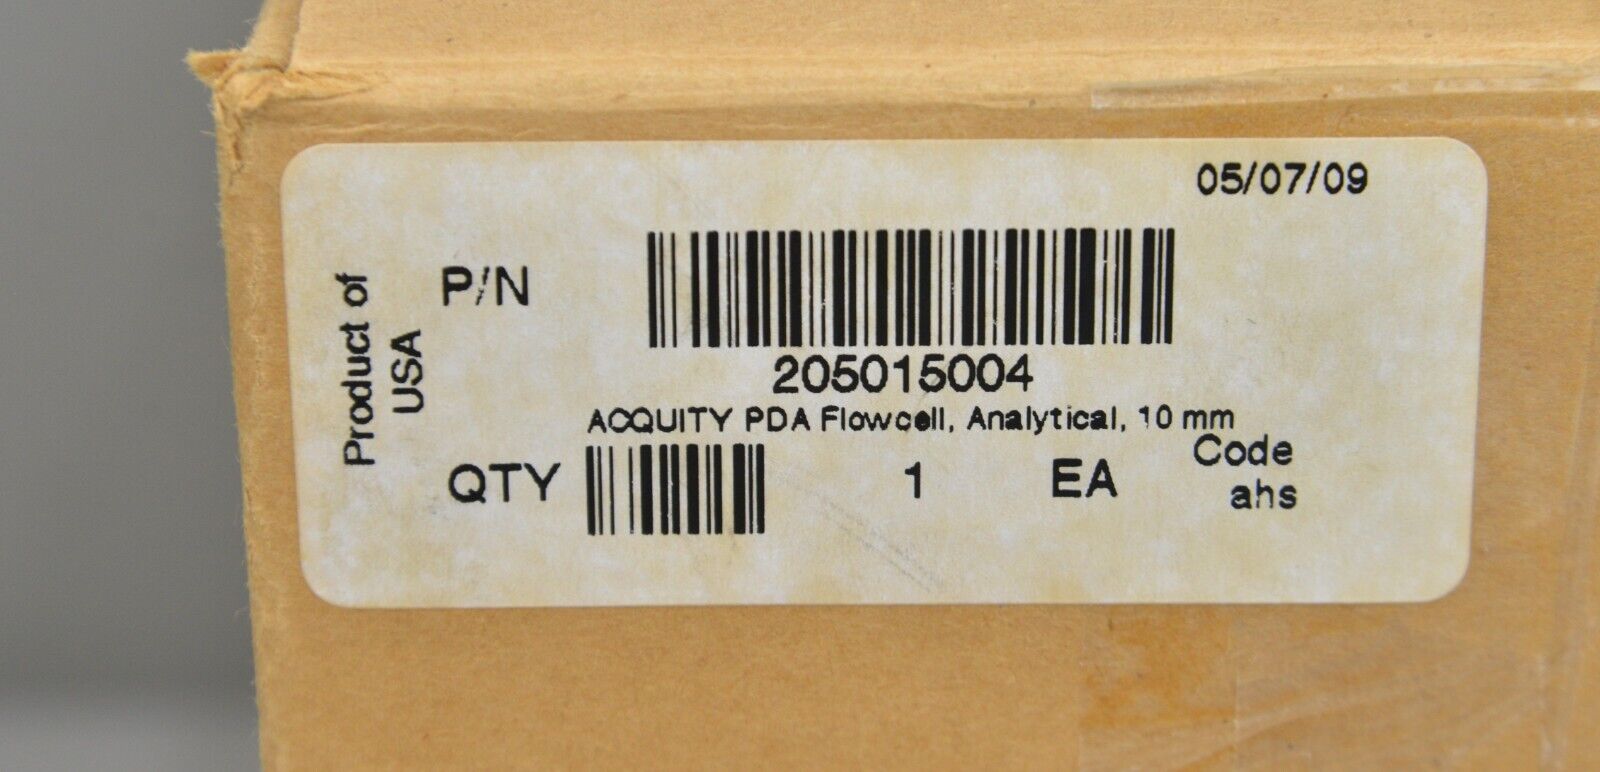 05/07/09
Product of
USA
P/N
205015004
ACQUITY PDA Flowcell, Analytical, 10 mm
QTY
1 EA
Code
ahs